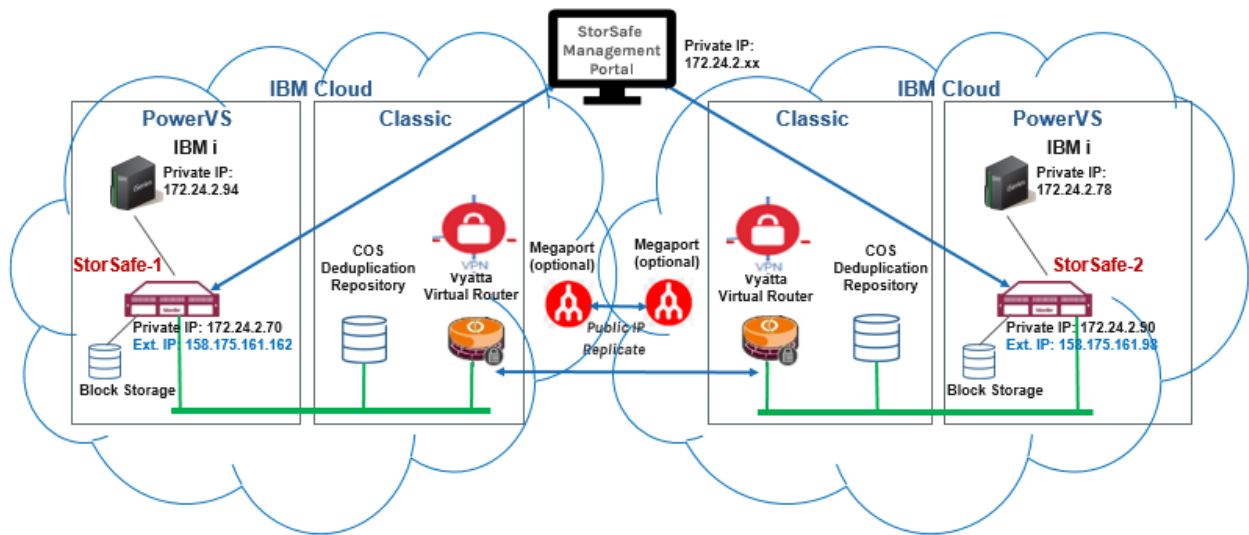 StorSafe
Management
Portal
Private IP:
172.24.2.xx
IBM Cloud
PowerVS
IBM i
Private IP:
172.24.2.94
StorSafe-1
Private IP: 172.24.2.70
Ext. IP: 158.175.161.162
Block Storage
Classic
COS
Deduplication
Repository
VPN
Vyatta
Virtual Router
Megaport
(optional)
Megaport
(optional)
Public IP
Replicate
IBM Cloud
Classic
VPN
Vyatta
Virtual Router
COS
Deduplication
Repository
PowerVS
IBM i
Private IP:
172.24.2.78
StorSafe-2
Private IP: 172.24.2.90
Ext. IP: 158.175.161.98
Block Storage